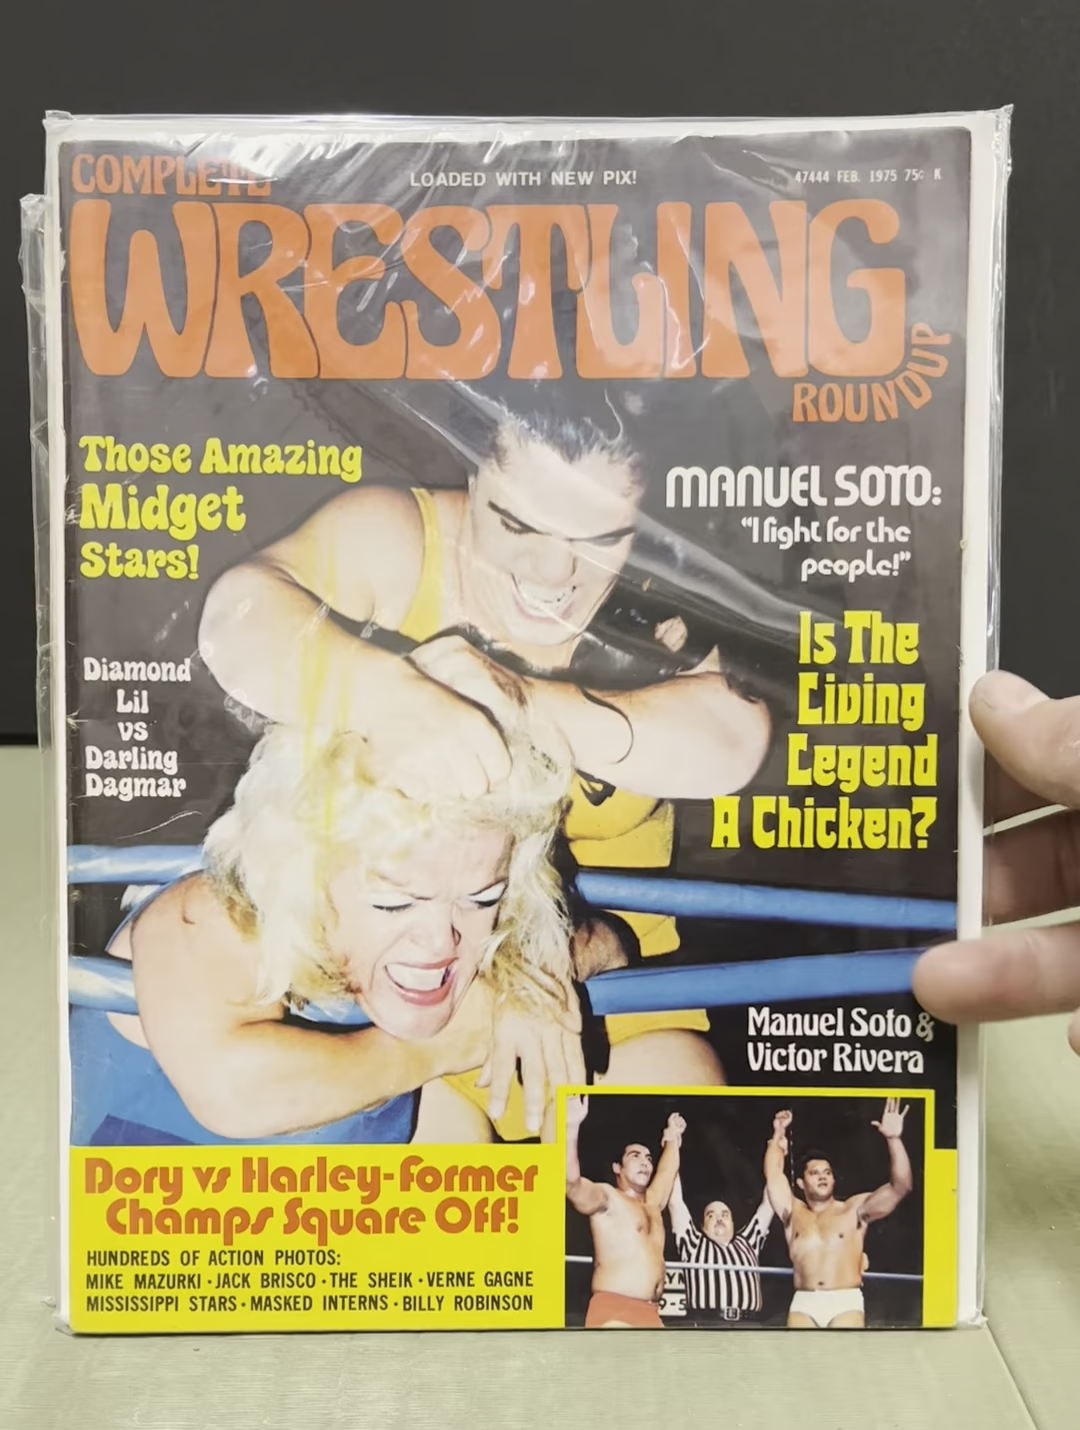 COMPLETE
LOADED WITH NEW PIX!
47444 FEB. 1975 75¢ K
WRESTLING
ROUNDUP
Those Amazing
Midget
Stars!
MANUEL SOTO:
“I fight for the
people!”
Is The
Living
Legend
A Chicken?
Diamond
Lil
vs
Darling
Dagmar
Manuel Soto &
Victor Rivera
Dory vs Harley-Former
Champs Square Off!
HUNDREDS OF ACTION PHOTOS:
MIKE MAZURKI · JACK BRISCO · THE SHEIK · VERNE GAGNE
MISSISSIPPI STARS · MASKED INTERNS · BILLY ROBINSON